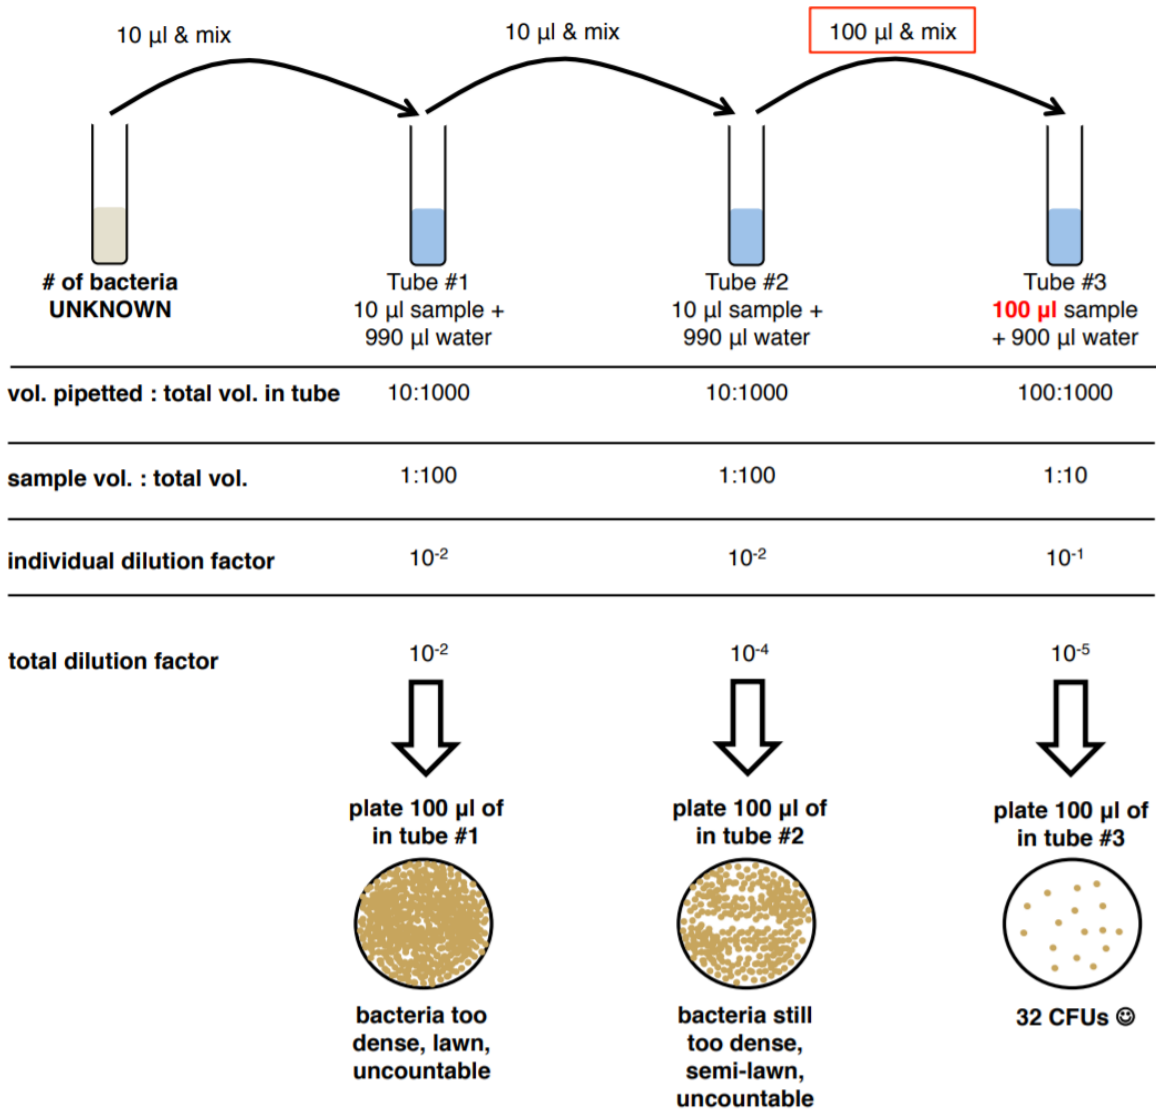 10 µl & mix
10 µl & mix
100 µl & mix
# of bacteria
UNKNOWN
Tube #1
10 µl sample +
990 µl water
Tube #2
10 µl sample +
990 µl water
Tube #3
100 µl sample
+ 900 µl water
vol. pipetted : total vol. in tube
10:1000
10:1000
100:1000
sample vol. : total vol.
1:100
1:100
1:10
individual dilution factor
10⁻²
10⁻²
10⁻¹
total dilution factor
10⁻²
10⁻⁴
10⁻⁵
plate 100 µl of
in tube #1
plate 100 µl of
in tube #2
plate 100 µl of
in tube #3
bacteria too
dense, lawn,
uncountable
bacteria still
too dense,
semi-lawn,
uncountable
32 CFUs ☺